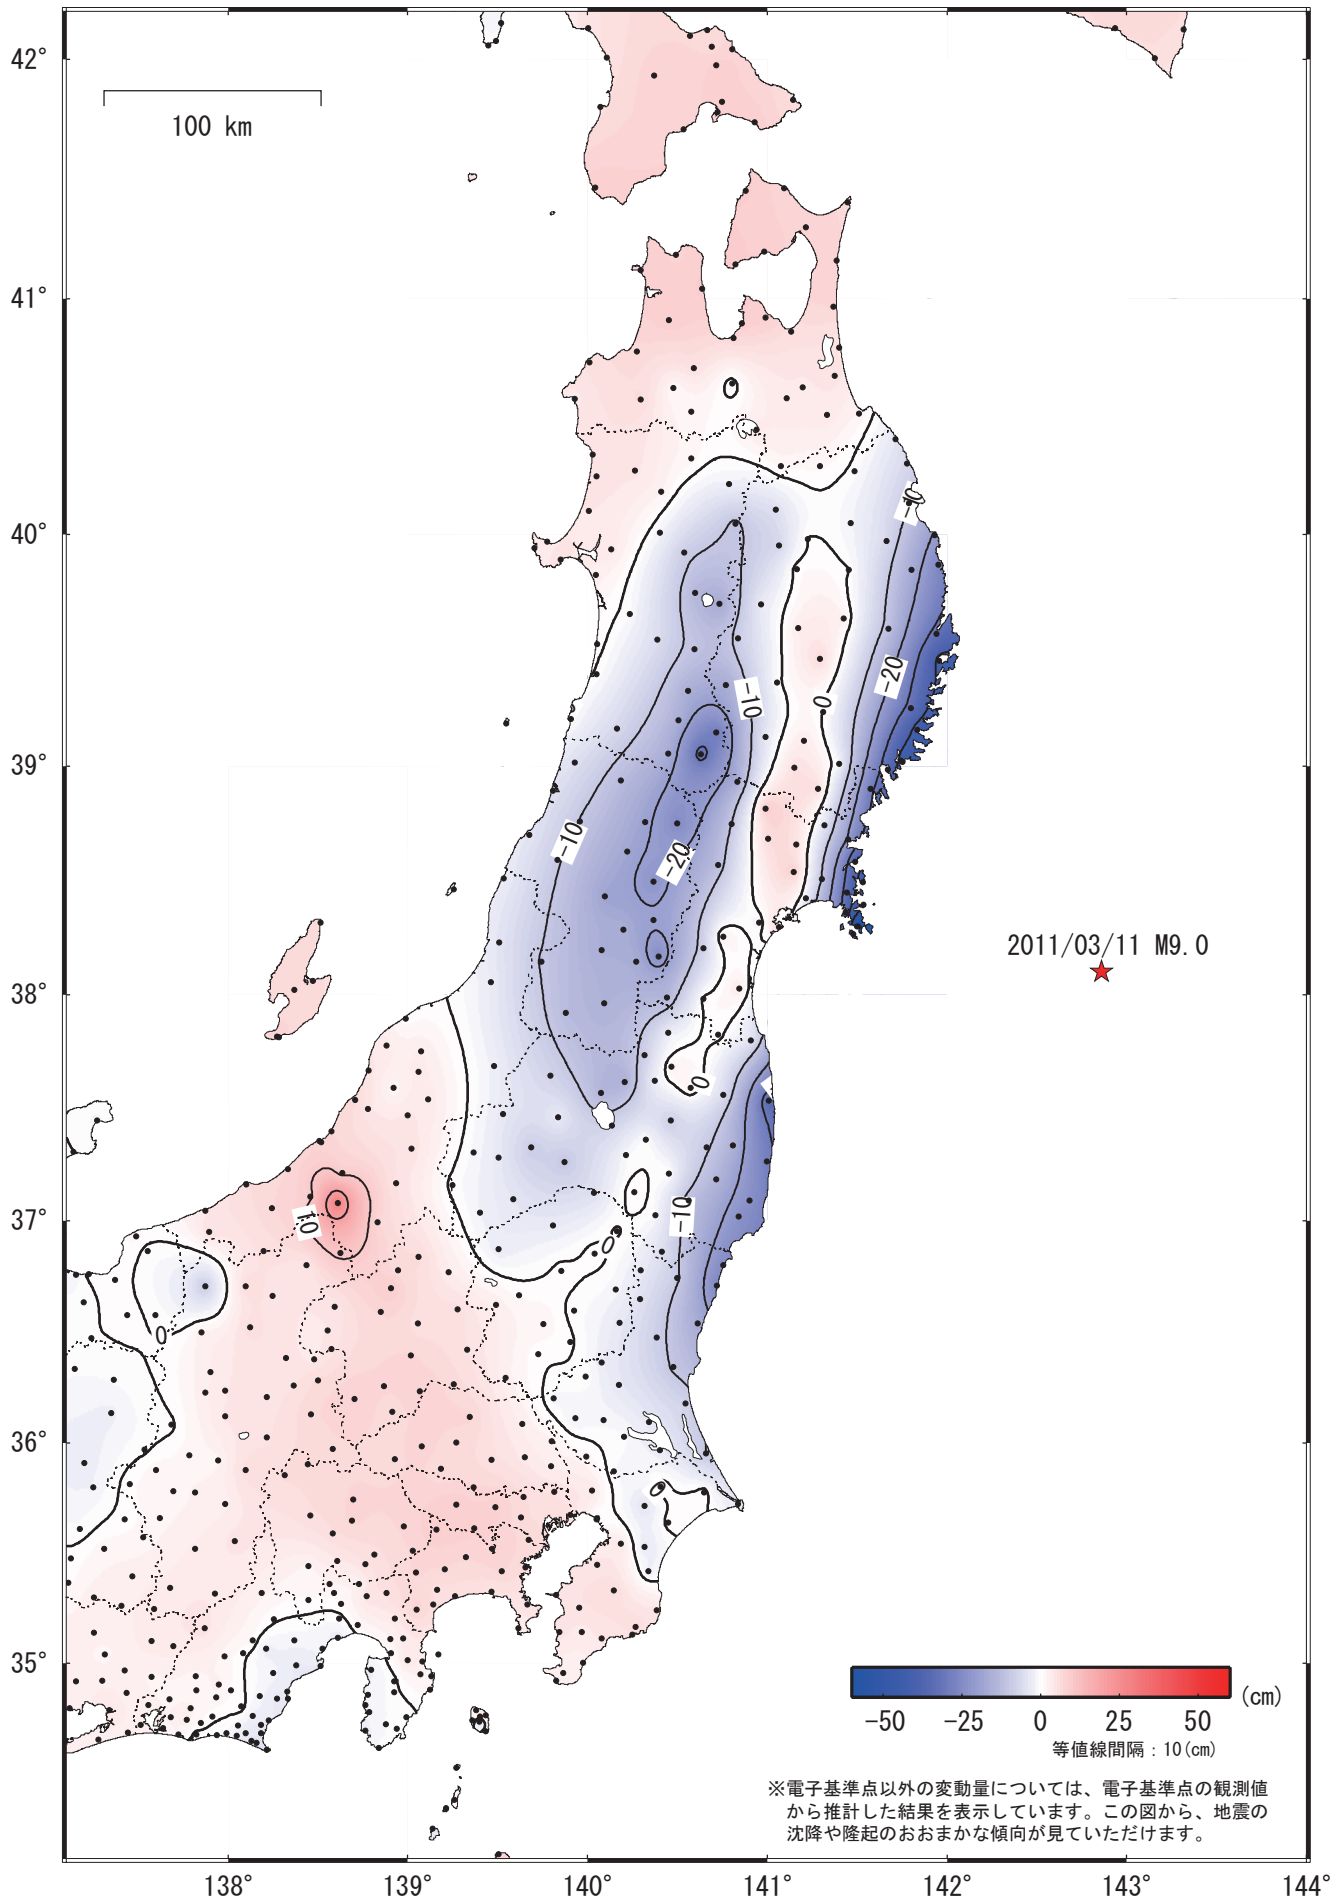 42°
100 km
41°
-10
40°
-20
-10
0
39°
-10
-20
2011/03/11 M9.0
38°
0
37°
10
-10
0
0
36°
0
35°
-50 -25 0 25 50 (cm)
等値線間隔：10(cm)
※電子基準点以外の変動量については、電子基準点の観測値
から推計した結果を表示しています。この図から、地震の
沈降や隆起のおおまかな傾向が見ていただけます。
138° 139° 140° 141° 142° 143° 144°